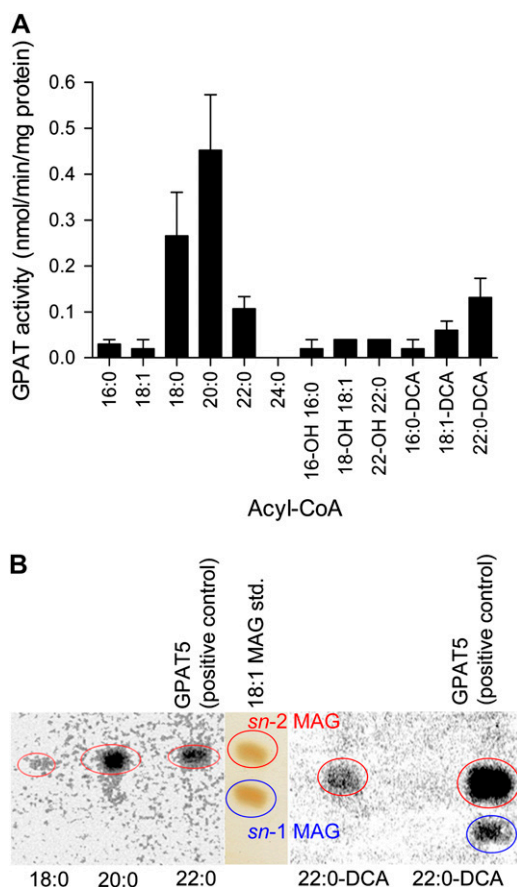 A
GPAT activity (nmol/min/mg protein)
0.6
0.5
0.4
0.3
0.2
0.1
0.0
16:0
18:1
18:0
20:0
22:0
24:0
16-OH 16:0
18-OH 18:1
22-OH 22:0
16:0-DCA
18:1-DCA
22:0-DCA
Acyl-CoA
B
GPAT5
(positive control)
18:1 MAG std.
GPAT5
(positive control)
sn-2 MAG
sn-1 MAG
18:0 20:0 22:0 22:0-DCA 22:0-DCA